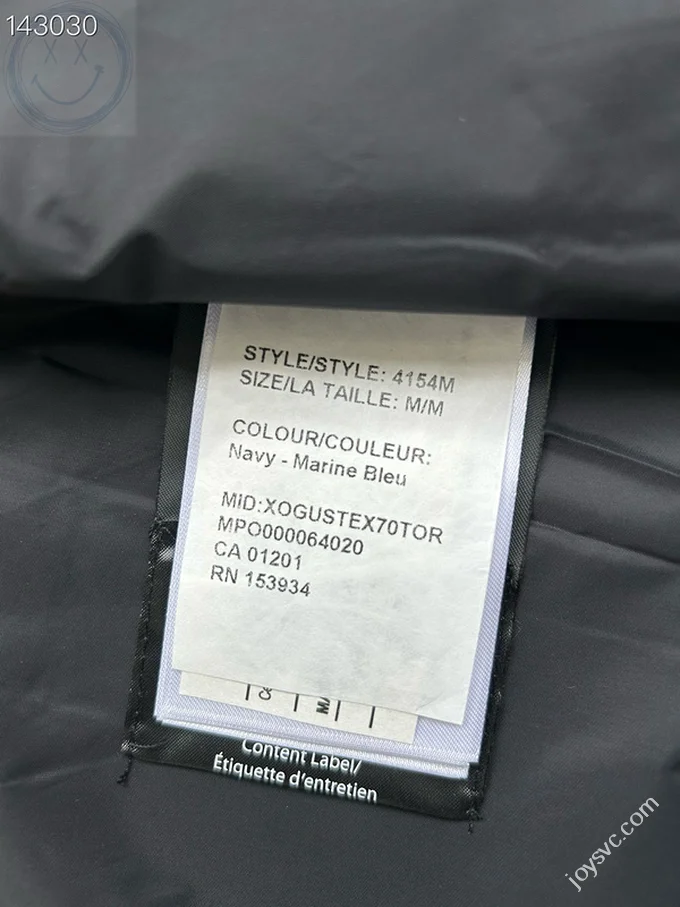 143030
STYLE/STYLE: 4154M
SIZE/LA TAILLE: M/M
COLOUR/COULEUR:
Navy - Marine Bleu
MID:XOGUSTEX70TOR
MPO000064020
CA 01201
RN 153934
Content Label/
Étiquette d'entretien
joysvc.com